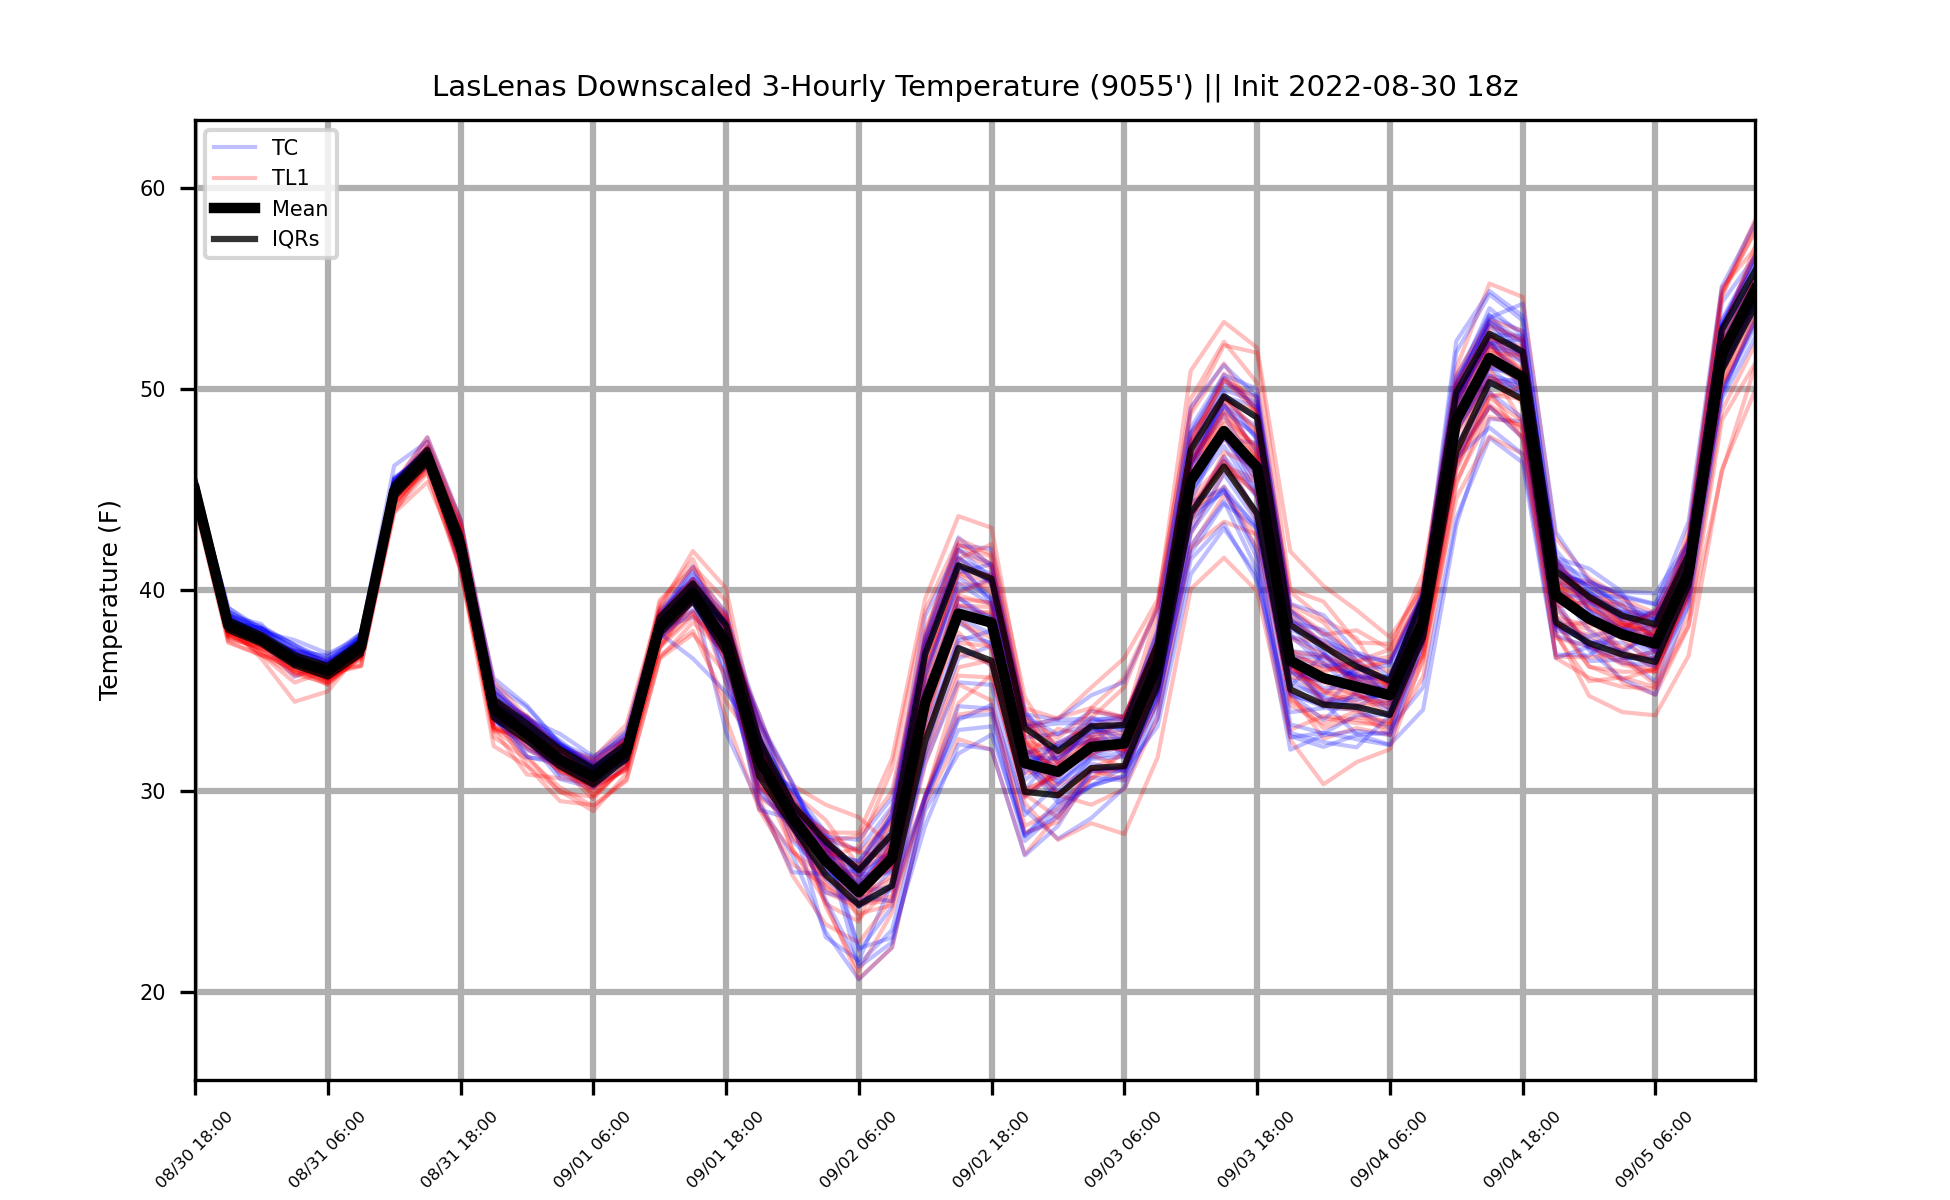 LasLenas Downscaled 3-Hourly Temperature (9055') || Init 2022-08-30 18z
TC
TL1
Mean
IQRs
Temperature (F)
60
50
40
30
20
08/30 18:00
08/31 06:00
08/31 18:00
09/01 06:00
09/01 18:00
09/02 06:00
09/02 18:00
09/03 06:00
09/03 18:00
09/04 06:00
09/04 18:00
09/05 06:00